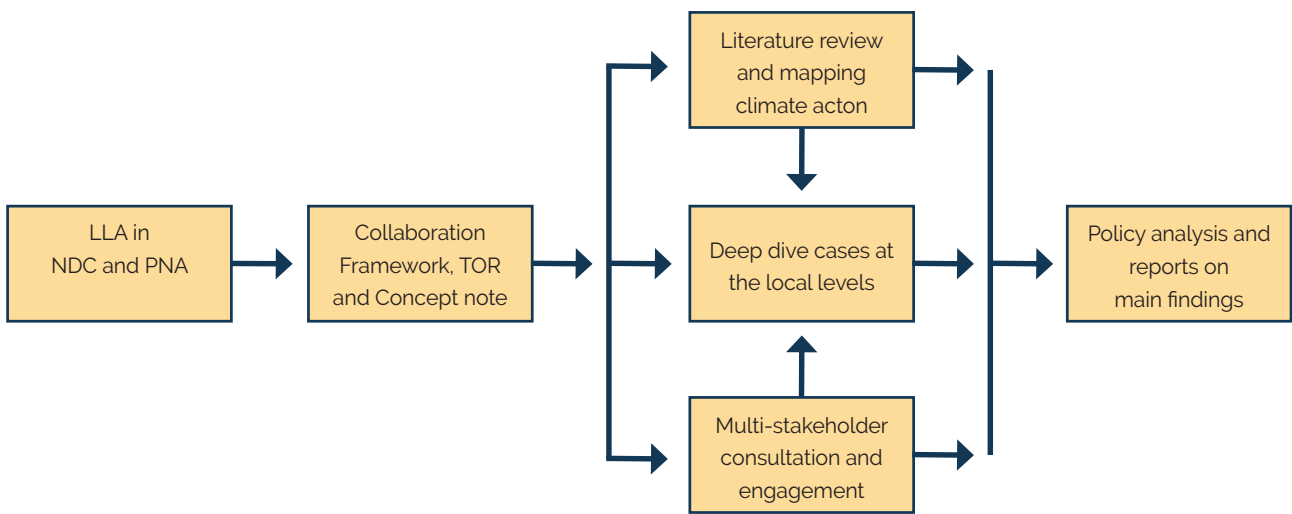 LLA in
NDC and PNA
Collaboration
Framework, TOR
and Concept note
Literature review
and mapping
climate acton
Deep dive cases at
the local levels
Multi-stakeholder
consultation and
engagement
Policy analysis and
reports on
main findings